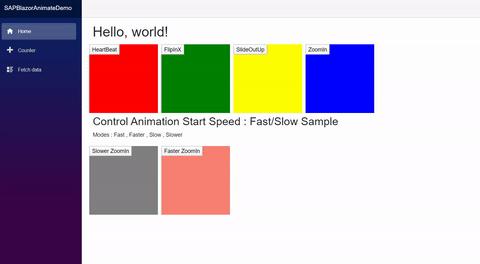 SAPBlazorAnimateDemo
Home
Counter
Fetch data
Hello, world!
HeartBeat
FlipInX
SlideOutUp
ZoomIn
Control Animation Start Speed : Fast/Slow Sample
Modes : Fast , Faster , Slow , Slower
Slower ZoomIn
Faster ZoomIn